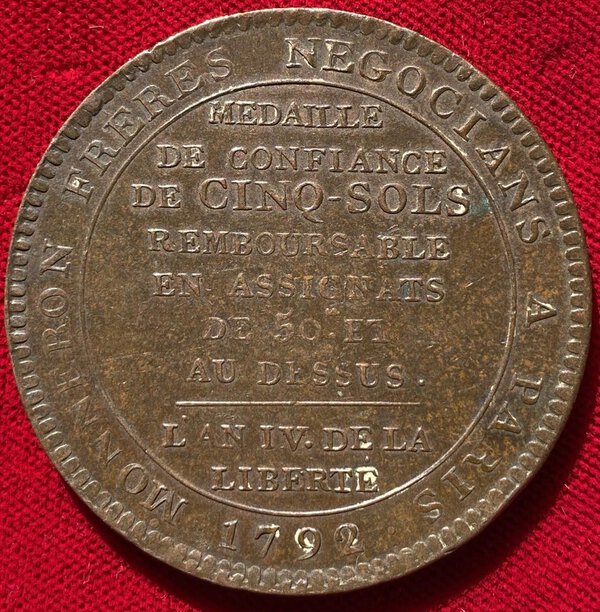 MONNERON FRERES NEGOCIANS A PARIS.
MEDAILLE
DE CONFIANCE
DE CINQ-SOLS
REMBOURSABLE
EN ASSIGNATS
DE 50 ET
AU DESSUS.
L'AN IV. DE LA
LIBERTÉ
1792.